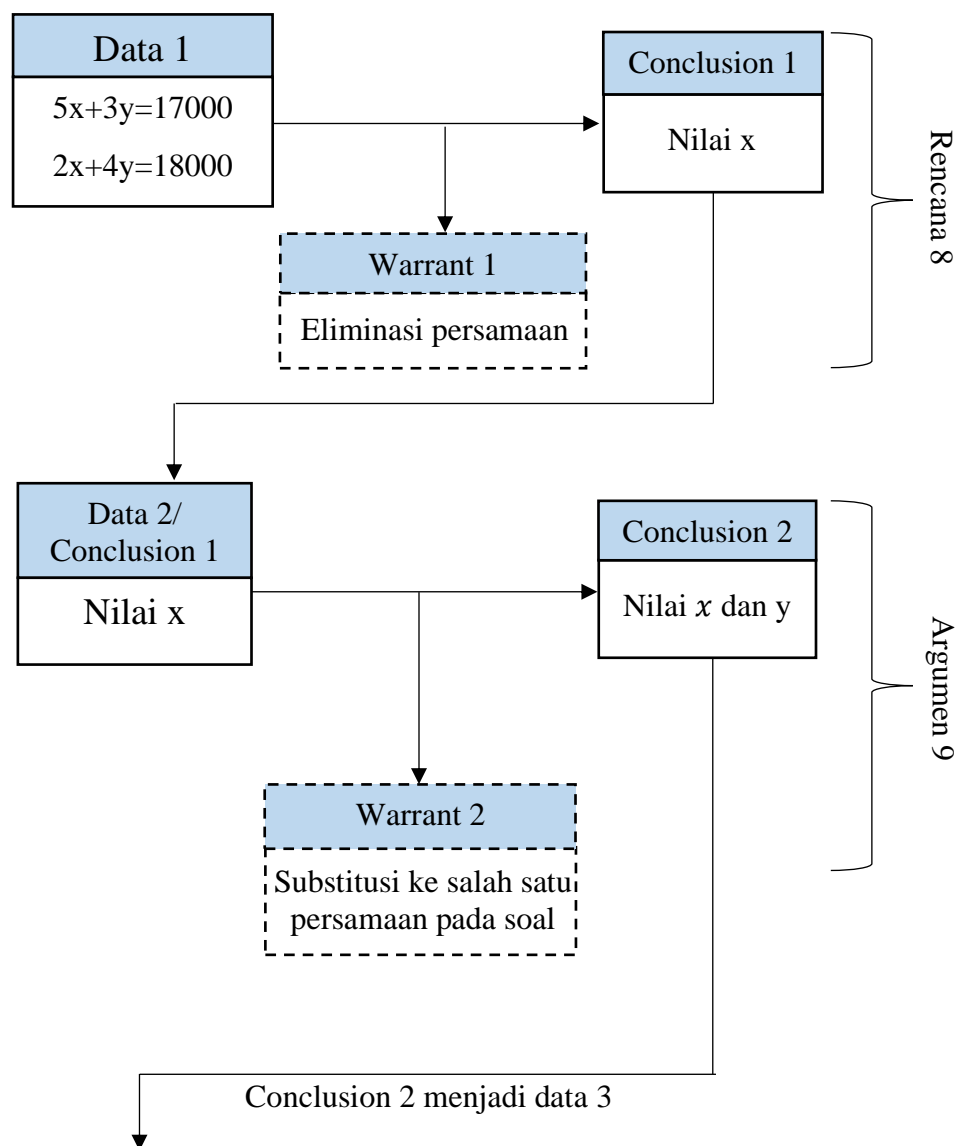 Data 1
5x+3y=17000
2x+4y=18000
Conclusion 1
Nilai x
Warrant 1
Eliminasi persamaan
Rencana 8
Data 2/
Conclusion 1
Nilai x
Conclusion 2
Nilai 𝑥 dan y
Warrant 2
Substitusi ke salah satu
persamaan pada soal
Argumen 9
Conclusion 2 menjadi data 3